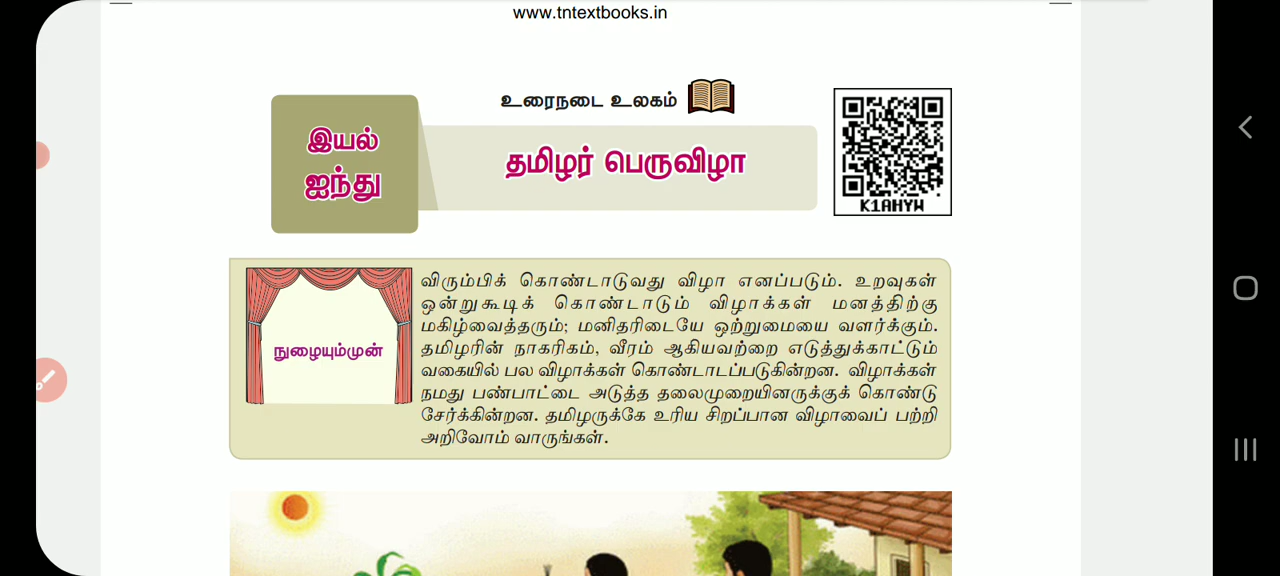 www.tntextbooks.in
உரைநடை உலகம்
இயல்
ஐந்து
தமிழர் பெருவிழா
K1AHYW
நுழையும்முன்
விரும்பிக் கொண்டாடுவது விழா எனப்படும். உறவுகள்
ஒன்றுகூடிக் கொண்டாடும் விழாக்கள் மனத்திற்கு
மகிழ்வைத்தரும்; மனிதரிடையே ஒற்றுமையை வளர்க்கும்.
தமிழரின் நாகரிகம், வீரம் ஆகியவற்றை எடுத்துக்காட்டும்
வகையில் பல விழாக்கள் கொண்டாடப்படுகின்றன. விழாக்கள்
நமது பண்பாட்டை அடுத்த தலைமுறையினருக்குக் கொண்டு
சேர்க்கின்றன. தமிழருக்கே உரிய சிறப்பான விழாவைப் பற்றி
அறிவோம் வாருங்கள்.